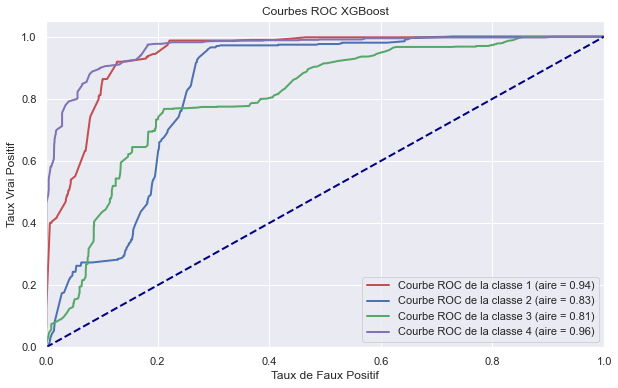 Courbes ROC XGBoost
Taux Vrai Positif
1.0
0.8
0.6
0.4
0.2
0.0
Courbe ROC de la classe 1 (aire = 0.94)
Courbe ROC de la classe 2 (aire = 0.83)
Courbe ROC de la classe 3 (aire = 0.81)
Courbe ROC de la classe 4 (aire = 0.96)
0.0 0.2 0.4 0.6 0.8 1.0
Taux de Faux Positif